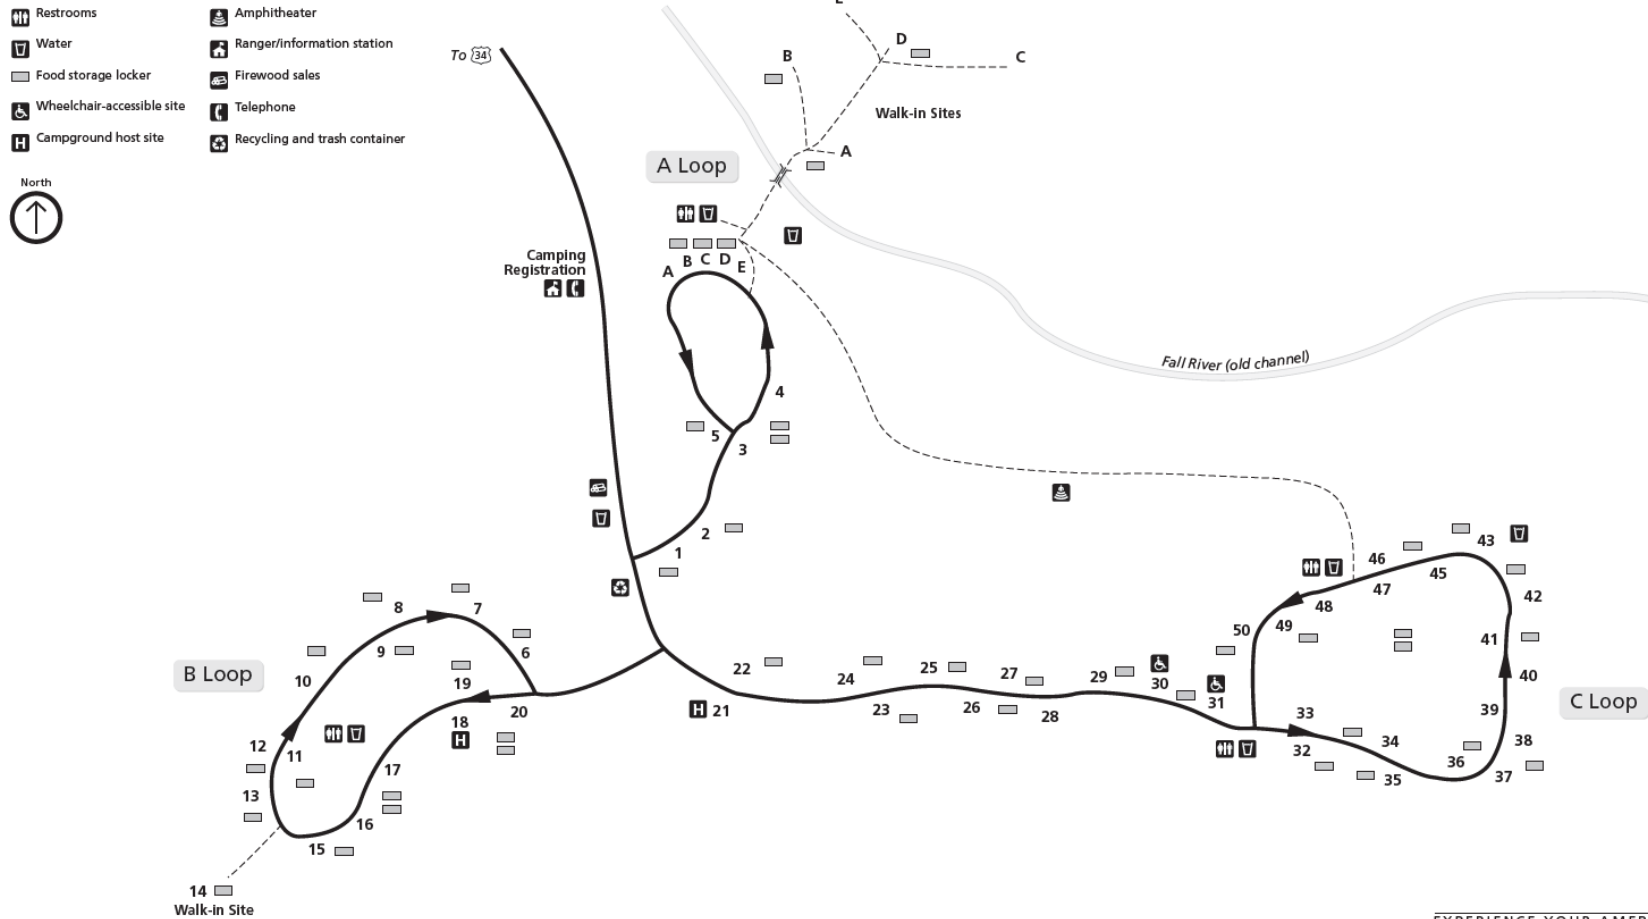 Restrooms
Water
Food storage locker
Wheelchair-accessible site
H Campground host site
Amphitheater
Ranger/information station
Firewood sales
Telephone
Recycling and trash container
North
To 34
D
B
C
Walk-in Sites
A
A Loop
Camping
Registration
A B C D E
Fall River (old channel)
4
5
3
2
1
8
7
9
6
10
B Loop
19
20
18
H
12
11
17
13
16
15
14
Walk-in Site
22
H 21
24
23
25
26
27
28
29
30
31
46
43
45
47
42
48
49
50
41
40
39
C Loop
33
32
34
35
36
38
37
EXPERIENCE YOUR AMER